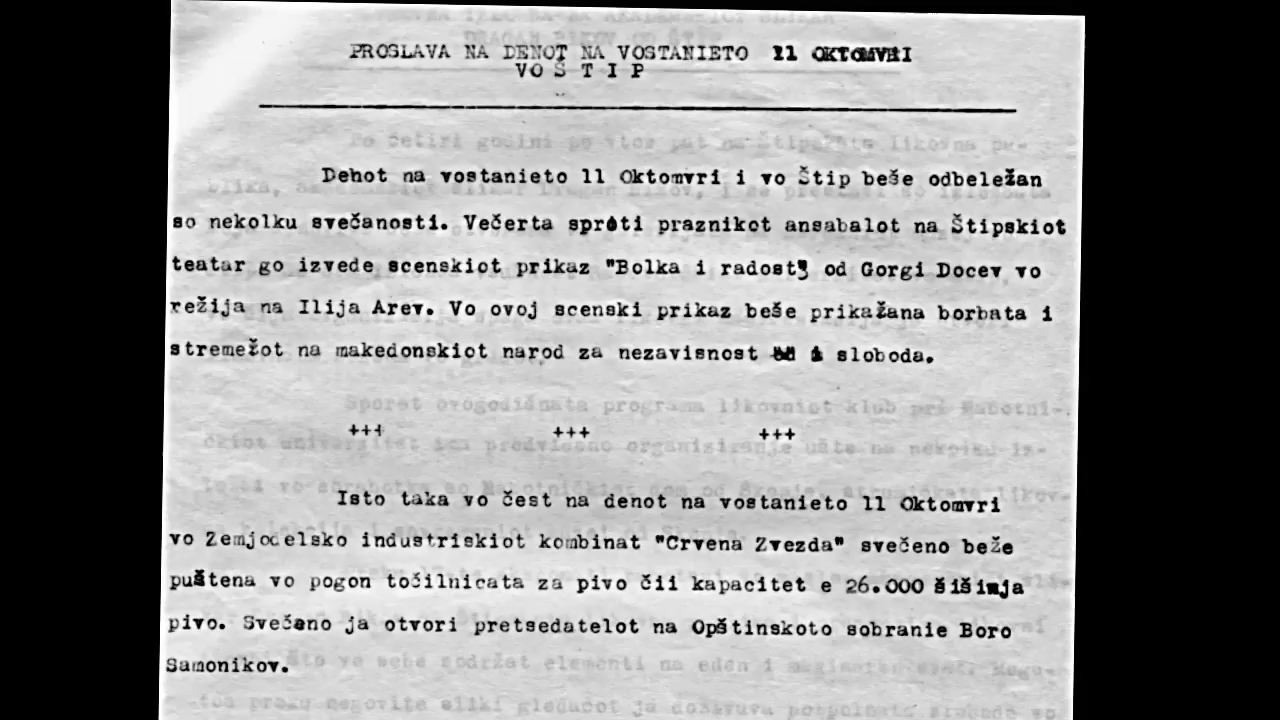 PROSLAVA NA DENOT NA VOSTANIETO 11 OKTOMVRI
VO Š T I P
Denot na vostanieto 11 Oktomvri i vo Štip beše odbeležan
so nekolku svečanosti. Večerta sproti praznikot ansabalot na Štipskiot
teatar go izvede scenskiot prikaz "Bolka i radost" od Gorgi Docev vo
režija na Ilija Arev. Vo ovoj scenski prikaz beše prikažana borbata i
stremežot na makedonskiot narod za nezavisnost i sloboda.
+++ +++ +++
Isto taka vo čest na denot na vostanieto 11 Oktomvri
vo Zemjodelsko industriskiot kombinat "Crvena Zvezda" svečeno beže
puštena vo pogon točilnicata za pivo čii kapacitet e 26.000 šišinja
pivo. Svečeno ja otvori pretsedatelot na Opštinskoto sobranie Boro
Samonikov.